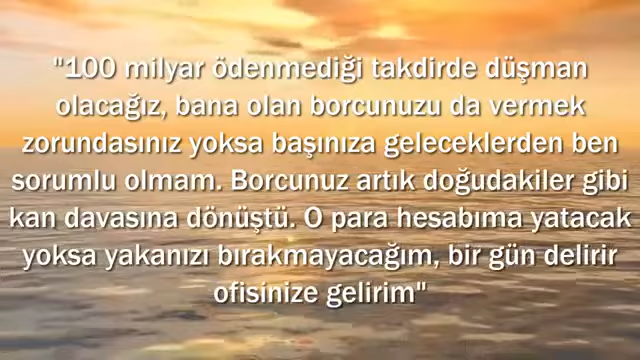 "100 milyar ödenmediği takdirde düşman
olacağız, bana olan borcunuzu da vermek
zorundasınız yoksa başınıza geleceklerden ben
sorumlu olmam. Borcunuz artık doğudakiler gibi
kan davasına dönüştü. O para hesabıma yatacak
yoksa yakanızı bırakmayacağım, bir gün delirir
ofisinize gelirim"